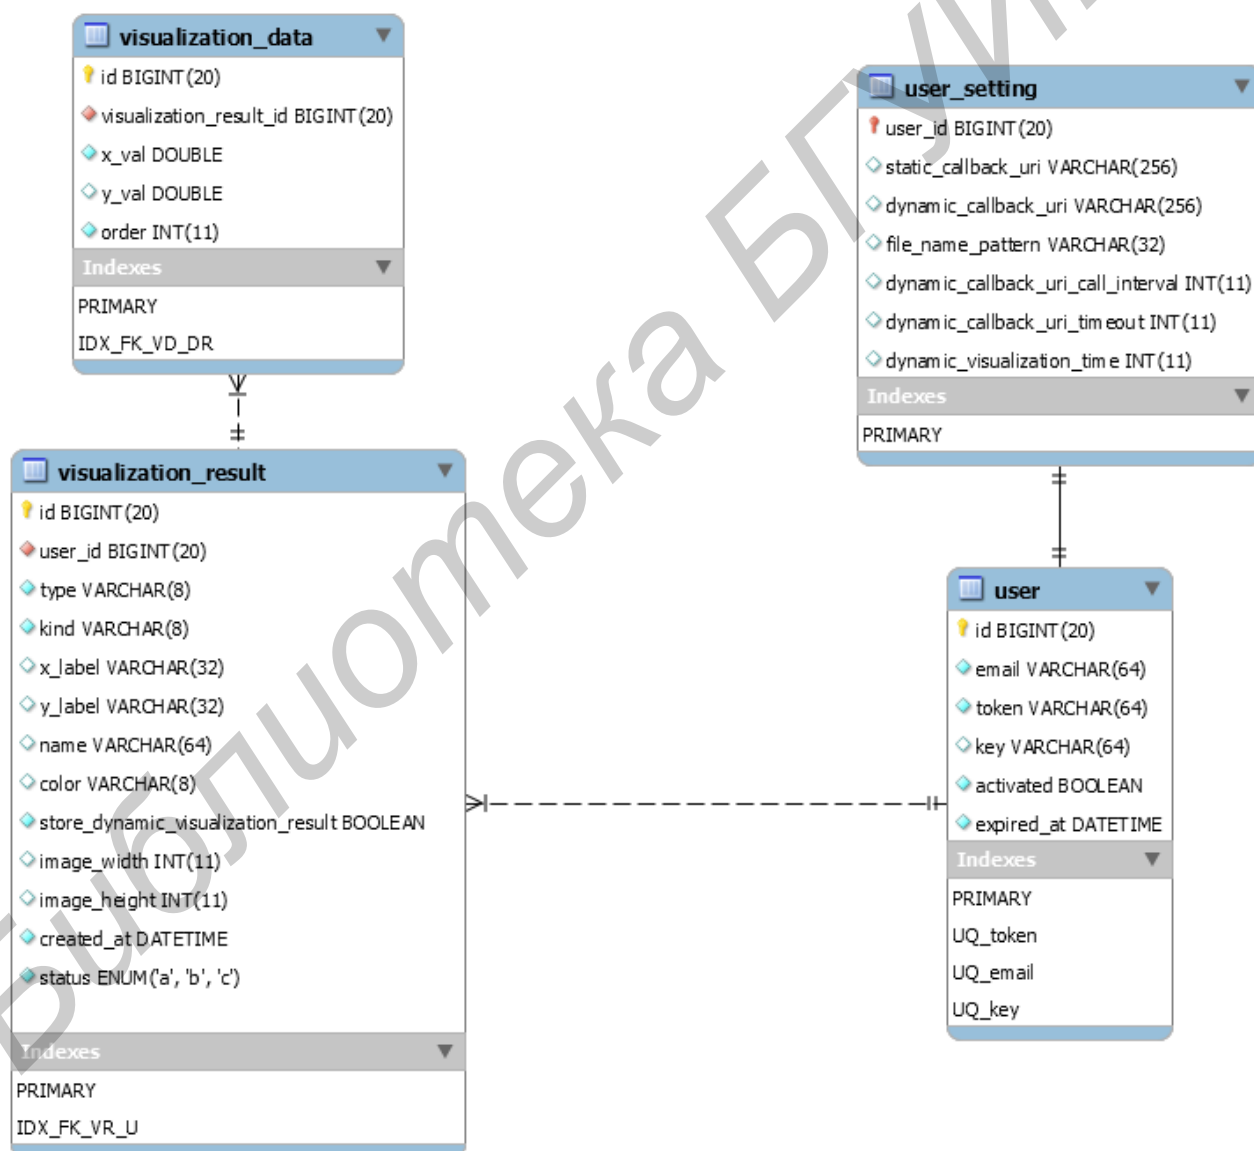 visualization_data
id BIGINT(20)
visualization_result_id BIGINT(20)
x_val DOUBLE
y_val DOUBLE
order INT(11)
Indexes
PRIMARY
IDX_FK_VD_DR
user_setting
user_id BIGINT(20)
static_callback_uri VARCHAR(256)
dynamic_callback_uri VARCHAR(256)
file_name_pattern VARCHAR(32)
dynamic_callback_uri_call_interval INT(11)
dynamic_callback_uri_timeout INT(11)
dynamic_visualization_time INT(11)
Indexes
PRIMARY
visualization_result
id BIGINT(20)
user_id BIGINT(20)
type VARCHAR(8)
kind VARCHAR(8)
x_label VARCHAR(32)
y_label VARCHAR(32)
name VARCHAR(64)
color VARCHAR(8)
store_dynamic_visualization_result BOOLEAN
image_width INT(11)
image_height INT(11)
created_at DATETIME
status ENUM('a', 'b', 'c')
Indexes
PRIMARY
IDX_FK_VR_U
user
id BIGINT(20)
email VARCHAR(64)
token VARCHAR(64)
key VARCHAR(64)
activated BOOLEAN
expired_at DATETIME
Indexes
PRIMARY
UQ_token
UQ_email
UQ_key
Библиотека БГУИ